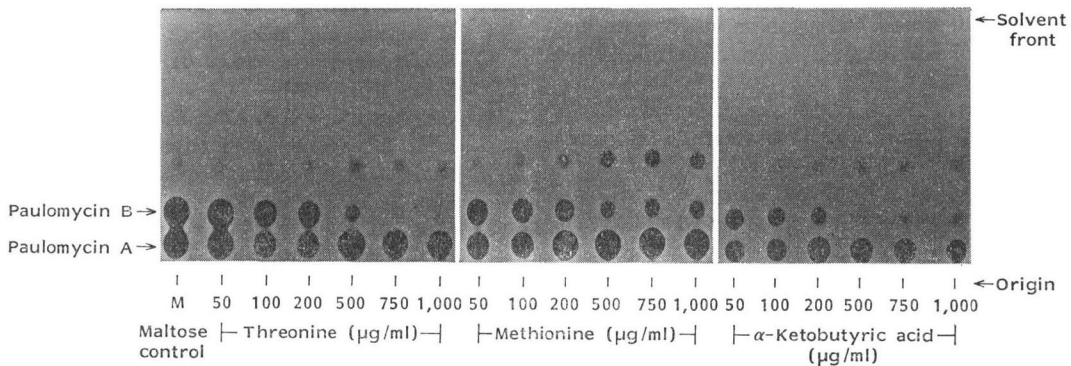 ←Solvent
front
Paulomycin B→
Paulomycin A→
←Origin
M 50 100 200 500 750 1,000 50 100 200 500 750 1,000 50 100 200 500 750 1,000
Maltose control
Threonine (µg/ml)
Methionine (µg/ml)
α-Ketobutyric acid
(µg/ml)